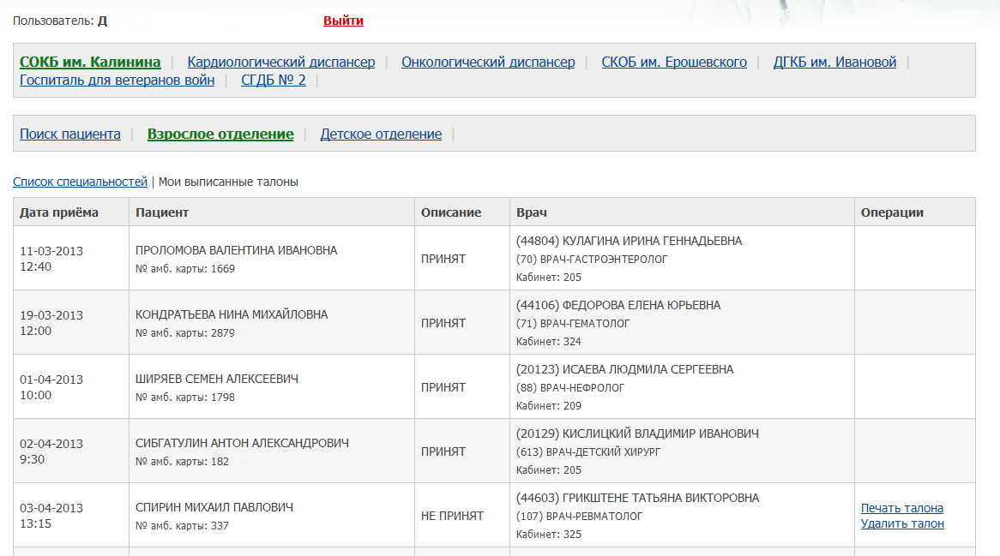 Пользователь: Д Выйти
СОКБ им. Калинина | Кардиологический диспансер | Онкологический диспансер | СКОБ им. Ерошевского | ДГКБ им. Ивановой |
Госпиталь для ветеранов войн | СГДБ № 2 |
Поиск пациента | Взрослое отделение | Детское отделение |
Список специальностей | Мои выписанные талоны
Дата приёма Пациент Описание Врач Операции
11-03-2013
12:40
ПРОЛОМОВА ВАЛЕНТИНА ИВАНОВНА
№ амб. карты: 1669
ПРИНЯТ
(44804) КУЛАГИНА ИРИНА ГЕННАДЬЕВНА
(70) ВРАЧ-ГАСТРОЭНТЕРОЛОГ
Кабинет: 205
19-03-2013
12:00
КОНДРАТЬЕВА НИНА МИХАЙЛОВНА
№ амб. карты: 2879
ПРИНЯТ
(44106) ФЕДОРОВА ЕЛЕНА ЮРЬЕВНА
(71) ВРАЧ-ГЕМАТОЛОГ
Кабинет: 324
01-04-2013
10:00
ШИРЯЕВ СЕМЕН АЛЕКСЕЕВИЧ
№ амб. карты: 1798
ПРИНЯТ
(20123) ИСАЕВА ЛЮДМИЛА СЕРГЕЕВНА
(88) ВРАЧ-НЕФРОЛОГ
Кабинет: 209
02-04-2013
9:30
СИБГАТУЛИН АНТОН АЛЕКСАНДРОВИЧ
№ амб. карты: 182
ПРИНЯТ
(20129) КИСЛИЦКИЙ ВЛАДИМИР ИВАНОВИЧ
(613) ВРАЧ-ДЕТСКИЙ ХИРУРГ
Кабинет: 205
03-04-2013
13:15
СПИРИН МИХАИЛ ПАВЛОВИЧ
№ амб. карты: 337
НЕ ПРИНЯТ
(44603) ГРИКШТЕНЕ ТАТЬЯНА ВИКТОРОВНА
(107) ВРАЧ-РЕВМАТОЛОГ
Кабинет: 325
Печать талона
Удалить талон